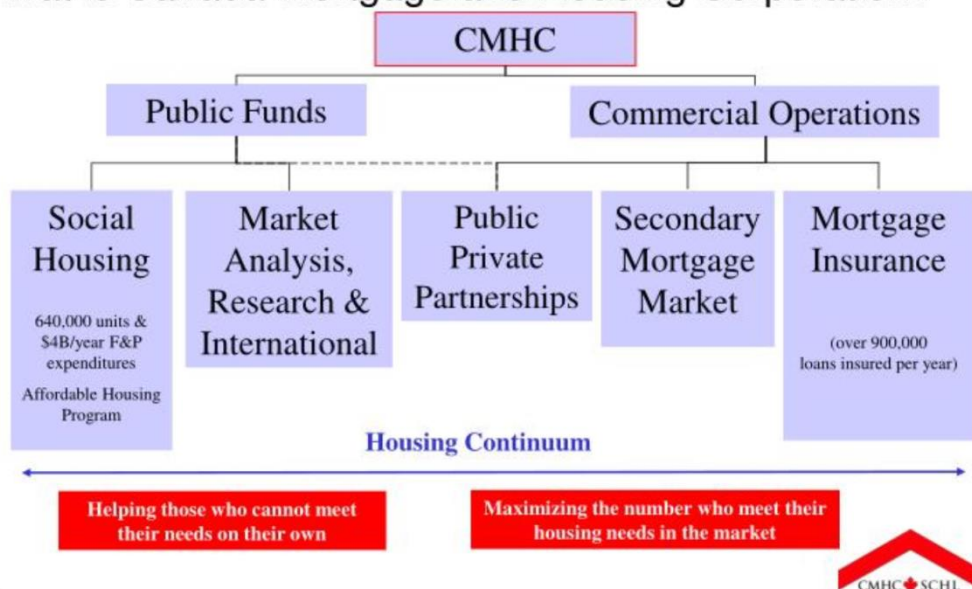 CMHC
Public Funds
Commercial Operations
Social
Housing
640,000 units &
$4B/year F&P
expenditures
Affordable Housing
Program
Market
Analysis,
Research &
International
Public
Private
Partnerships
Secondary
Mortgage
Market
Mortgage
Insurance
(over 900,000
loans insured per year)
Housing Continuum
Helping those who cannot meet
their needs on their own
Maximizing the number who meet their
housing needs in the market
CMHC SCHL